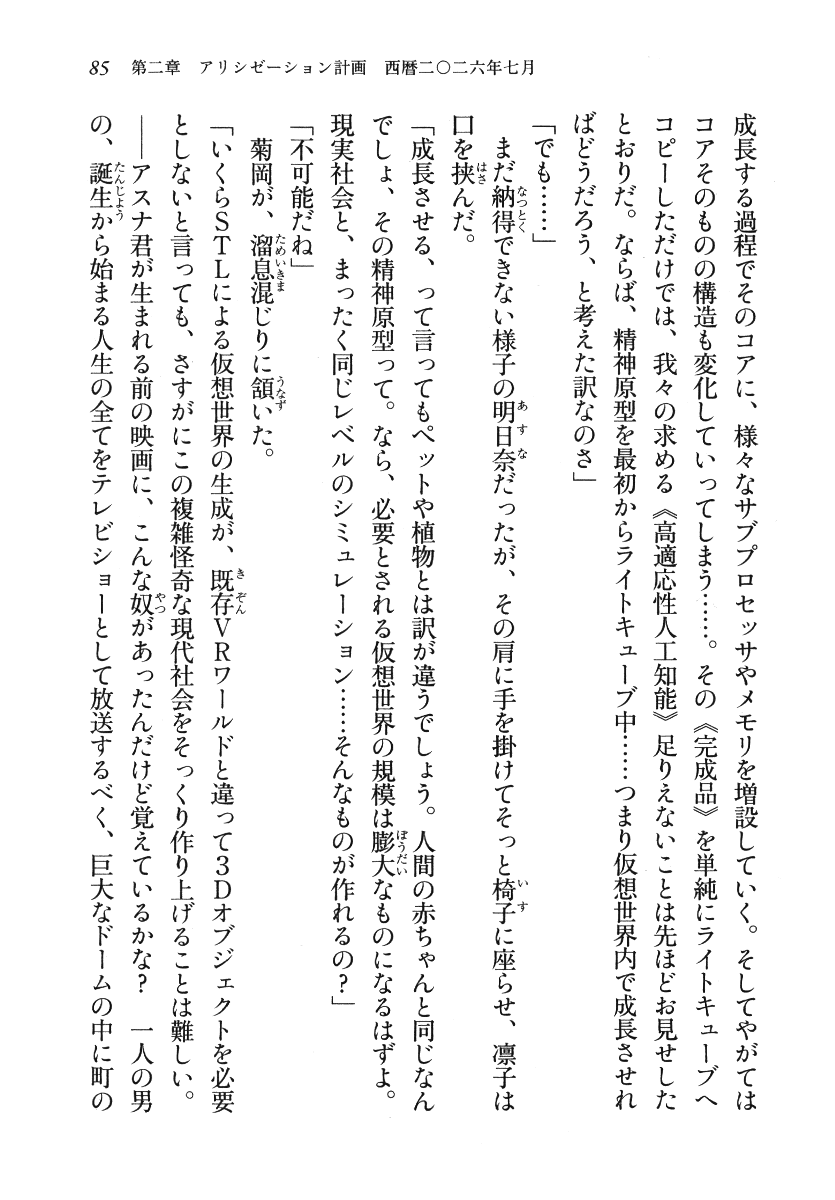 85 第二章 アリシゼーション計画 西暦二〇二六年七月
成長する過程でそのコアに、様々なサブプロセッサやメモリを増設していく。そしてやがては
コアそのものの構造も変化していってしまう……。その《完成品》を単純にライトキューブへ
コピーしただけでは、我々の求める《高適応性人工知能》足りえないことは先ほどお見せした
とおりだ。ならば、精神原型を最初からライトキューブ中……つまり仮想世界内で成長させれ
ばどうだろう、と考えた訳なのさ」
「でも……」
まだ納得できない様子の明日奈だったが、その肩に手を掛けてそっと椅子に座らせ、凛子は
口を挟んだ。
「成長させる、って言ってもペットや植物とは訳が違うでしょう。人間の赤ちゃんと同じなん
でしょ、その精神原型って。なら、必要とされる仮想世界の規模は膨大なものになるはずよ。
現実社会と、まったく同じレベルのシミュレーション……そんなものが作れるの？」
「不可能だね」
菊岡が、溜息混じりに頷いた。
「いくらＳＴＬによる仮想世界の生成が、既存ＶＲワールドと違って３Ｄオブジェクトを必要
としないと言っても、さすがにこの複雑怪奇な現代社会をそっくり作り上げることは難しい。
――アスナ君が生まれる前の映画に、こんな奴があったんだけど覚えているかな？　一人の男
の、誕生から始まる人生の全てをテレビショーとして放送するべく、巨大なドームの中に町の